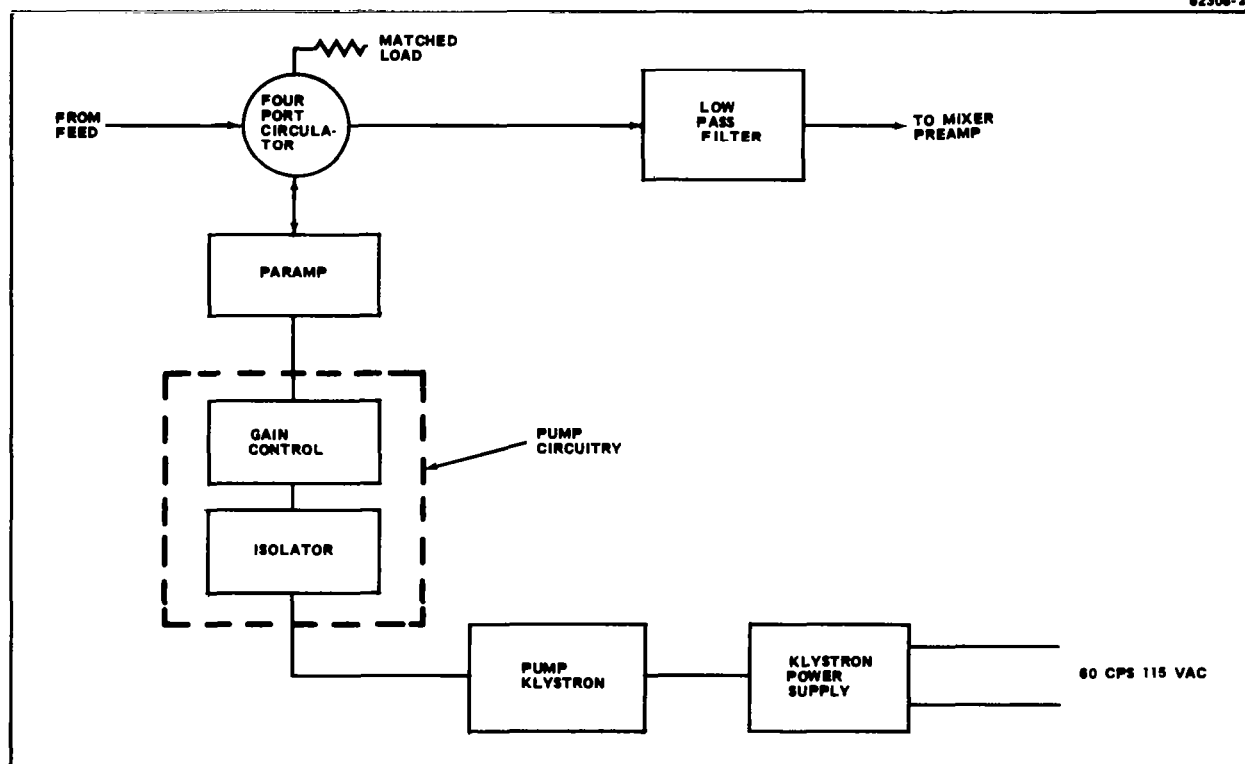 MATCHED
LOAD
FROM
FEED
FOUR
PORT
CIRCULA-
TOR
LOW
PASS
FILTER
TO MIXER
PREAMP
PARAMP
GAIN
CONTROL
PUMP
CIRCUITRY
ISOLATOR
PUMP
KLYSTRON
KLYSTRON
POWER
SUPPLY
60 CPS 115 VAC